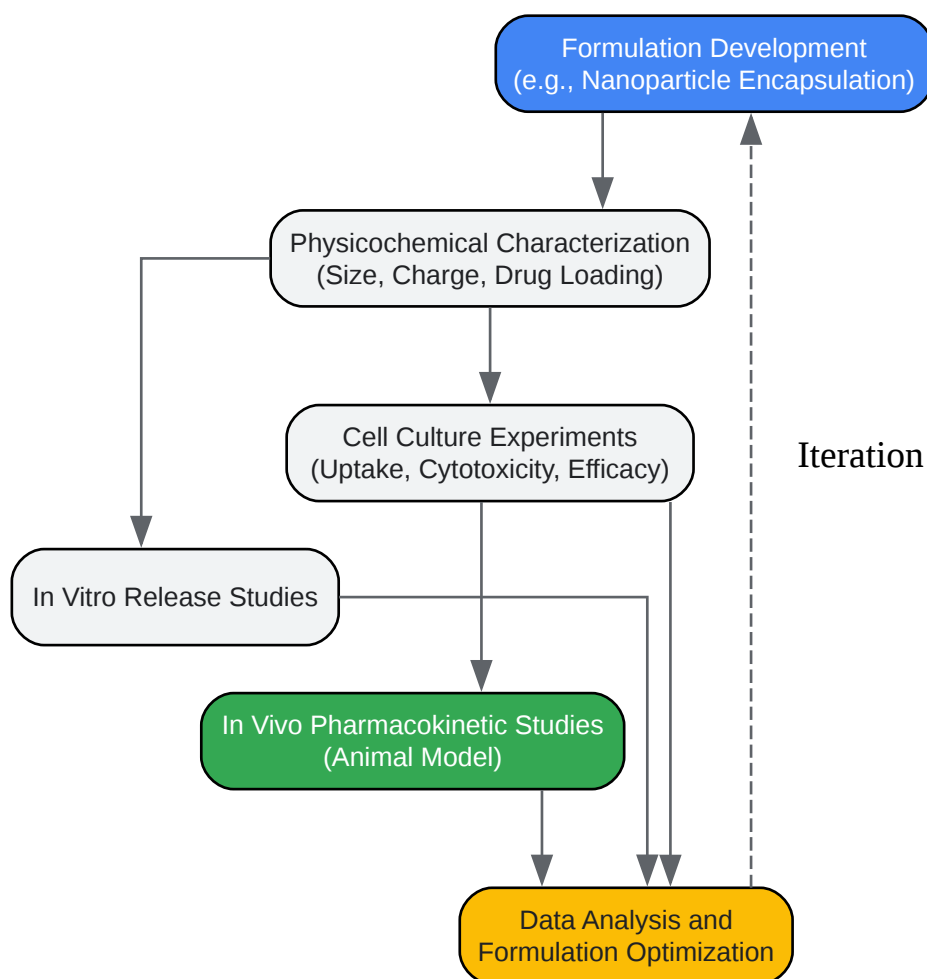 Formulation Development
(e.g., Nanoparticle Encapsulation)
Physicochemical Characterization
(Size, Charge, Drug Loading)
Cell Culture Experiments
(Uptake, Cytotoxicity, Efficacy)
Iteration
In Vitro Release Studies
In Vivo Pharmacokinetic Studies
(Animal Model)
Data Analysis and
Formulation Optimization